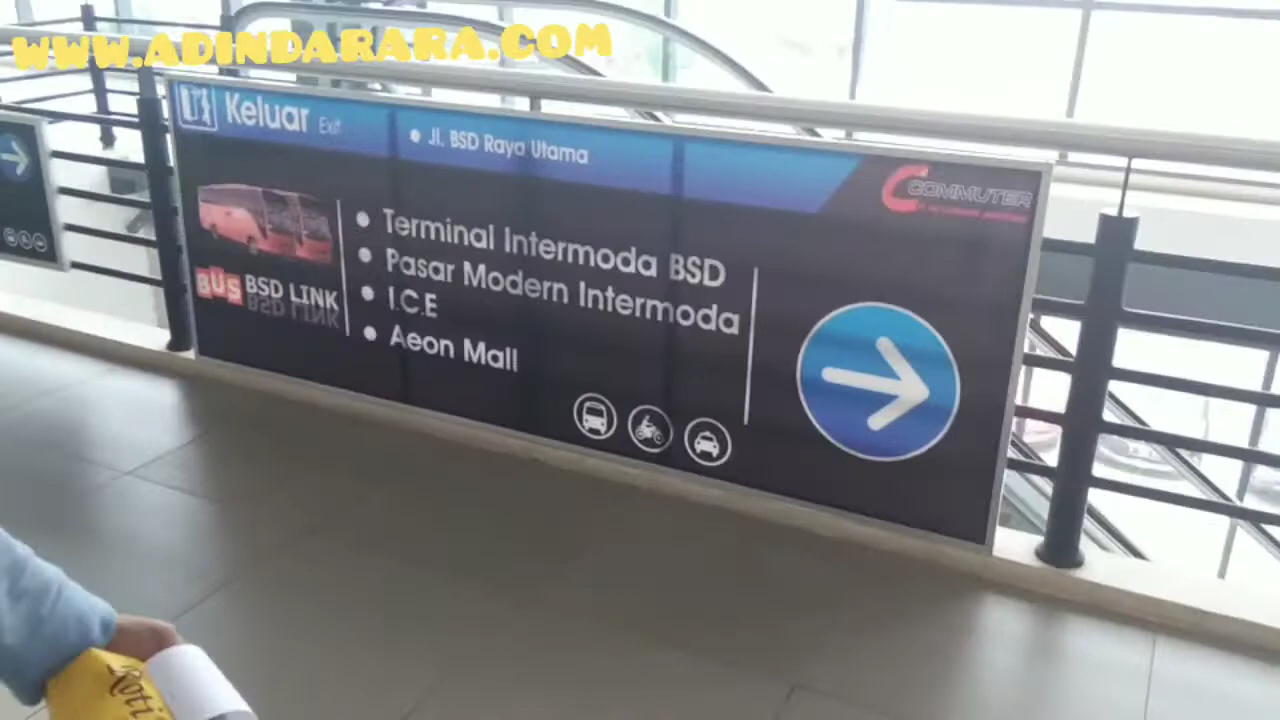 www.ADINDARARA.COM
Keluar Exit
Jl. BSD Raya Utama
COMMUTER
BUS BSD LINK
Terminal Intermoda BSD
Pasar Modern Intermoda
I.C.E
Aeon Mall
Roti